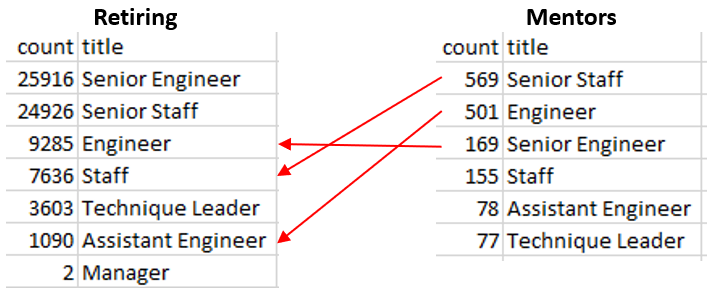 Retiring
count title
25916 Senior Engineer
24926 Senior Staff
9285 Engineer
7636 Staff
3603 Technique Leader
1090 Assistant Engineer
2 Manager
Mentors
count title
569 Senior Staff
501 Engineer
169 Senior Engineer
155 Staff
78 Assistant Engineer
77 Technique Leader